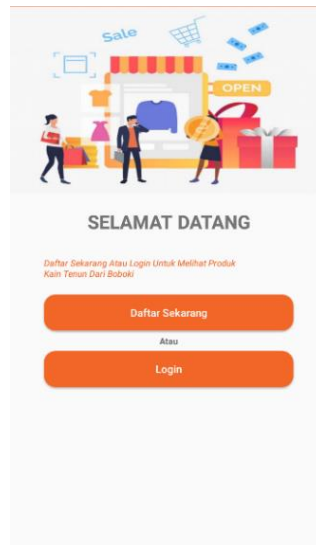 Sale
OPEN
SELAMAT DATANG
Daftar Sekarang Atau Login Untuk Melihat Produk
Kain Tenun Dari Boboki
Daftar Sekarang
Atau
Login